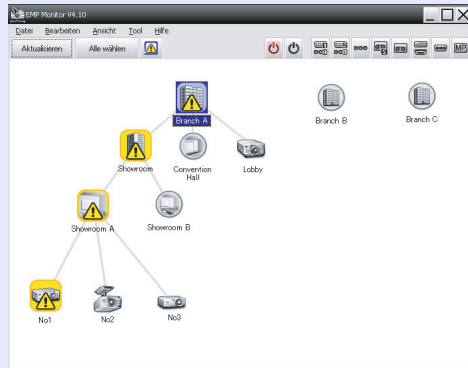 EMP Monitor V4.10
Datei Bearbeiten Ansicht Tool Hilfe
Aktualisieren Alle wählen
MP
Branch A Branch B Branch C
Showroom Convention Hall Lobby
Showroom A Showroom B
No1 No2 No3